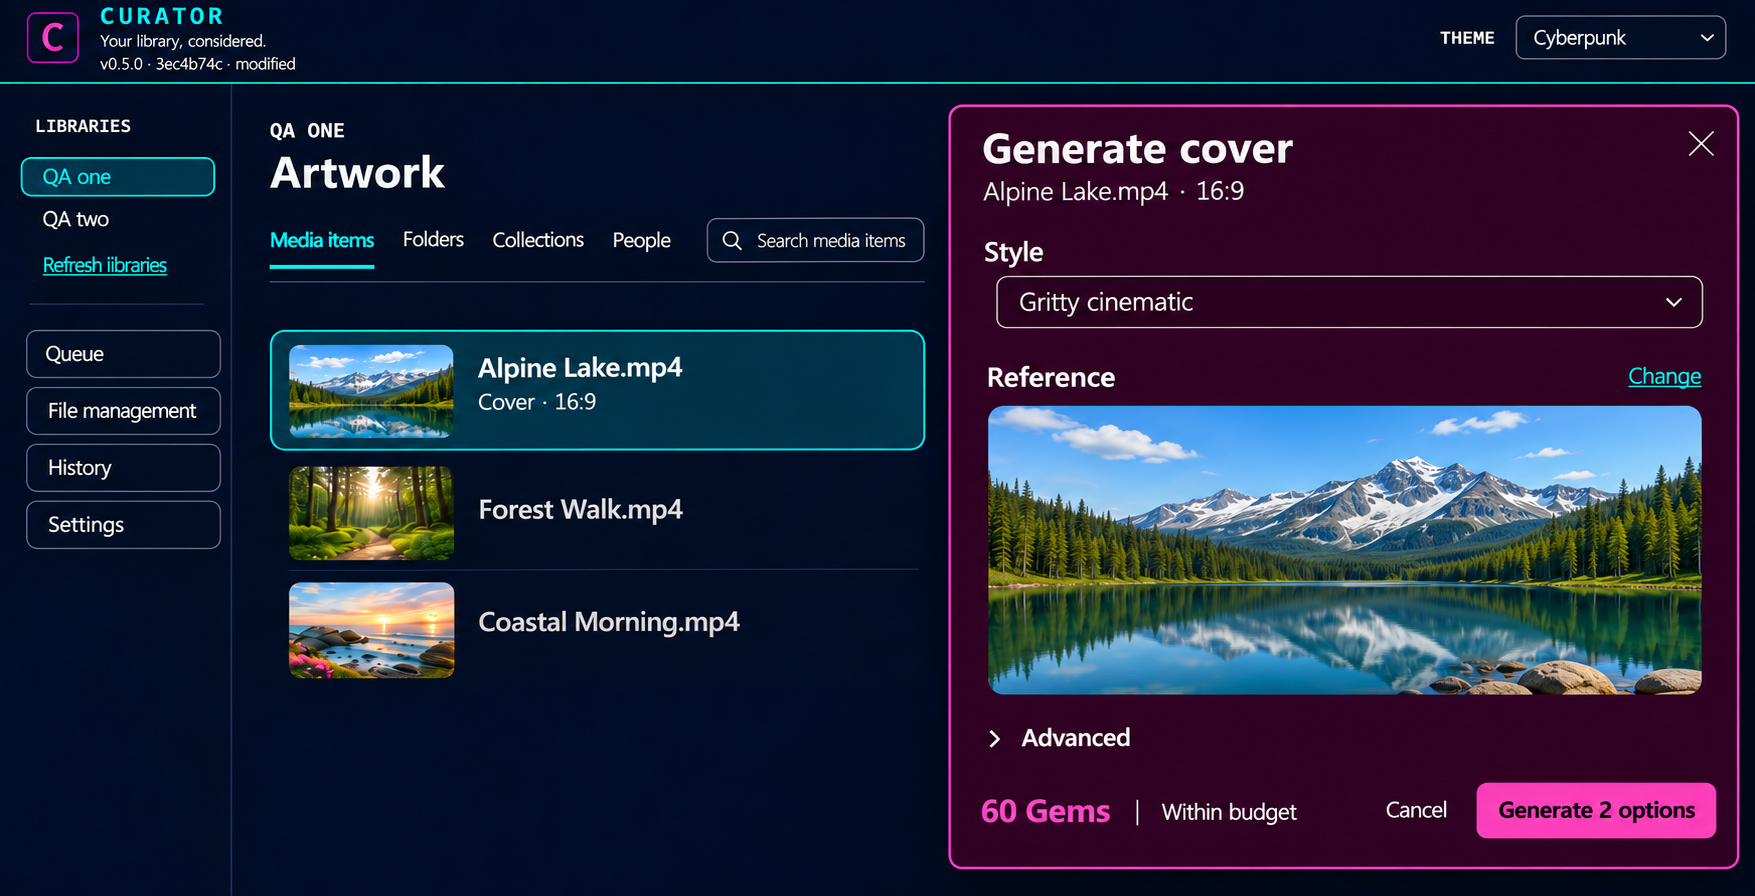 C
CURATOR
Your library, considered.
v0.5.0 · 3ec4b74c · modified
THEME
Cyberpunk
LIBRARIES
QA one
QA two
Refresh libraries
Queue
File management
History
Settings
QA ONE
Artwork
Media items
Folders
Collections
People
Search media items
Alpine Lake.mp4
Cover · 16:9
Forest Walk.mp4
Coastal Morning.mp4
Generate cover
Alpine Lake.mp4 · 16:9
Style
Gritty cinematic
Reference
Change
Advanced
60 Gems
Within budget
Cancel
Generate 2 options